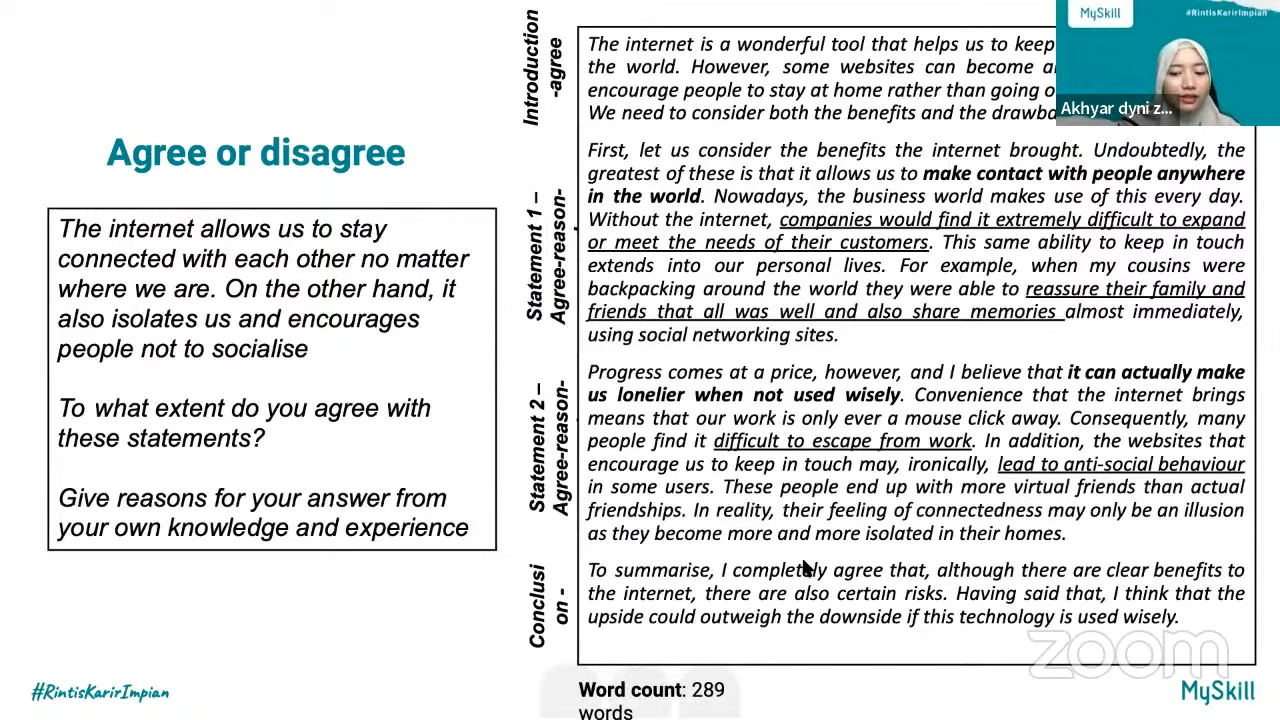 MySkill
#RintisKarirImpian
Akhyar dyni z...
Agree or disagree
The internet allows us to stay
connected with each other no matter
where we are. On the other hand, it
also isolates us and encourages
people not to socialise
To what extent do you agree with
these statements?
Give reasons for your answer from
your own knowledge and experience
Introduction
-agree
The internet is a wonderful tool that helps us to keep
the world. However, some websites can become
encourage people to stay at home rather than going
We need to consider both the benefits and the
Statement 1 –
Agree-reason-
First, let us consider the benefits the internet brought. Undoubtedly, the
greatest of these is that it allows us to make contact with people anywhere
in the world. Nowadays, the business world makes use of this every day.
Without the internet, companies would find it extremely difficult to expand
or meet the needs of their customers. This same ability to keep in touch
extends into our personal lives. For example, when my cousins were
backpacking around the world they were able to reassure their family and
friends that all was well and also share memories almost immediately,
using social networking sites.
Statement 2 –
Agree-reason-
Progress comes at a price, however, and I believe that it can actually make
us lonelier when not used wisely. Convenience that the internet brings
means that our work is only ever a mouse click away. Consequently, many
people find it difficult to escape from work. In addition, the websites that
encourage us to keep in touch may, ironically, lead to anti-social behaviour
in some users. These people end up with more virtual friends than actual
friendships. In reality, their feeling of connectedness may only be an illusion
as they become more and more isolated in their homes.
Conclusi
on -
To summarise, I completely agree that, although there are clear benefits to
the internet, there are also certain risks. Having said that, I think that the
upside could outweigh the downside if this technology is used wisely.
zoom
#RintisKarirImpian
Word count: 289
words
MySkill